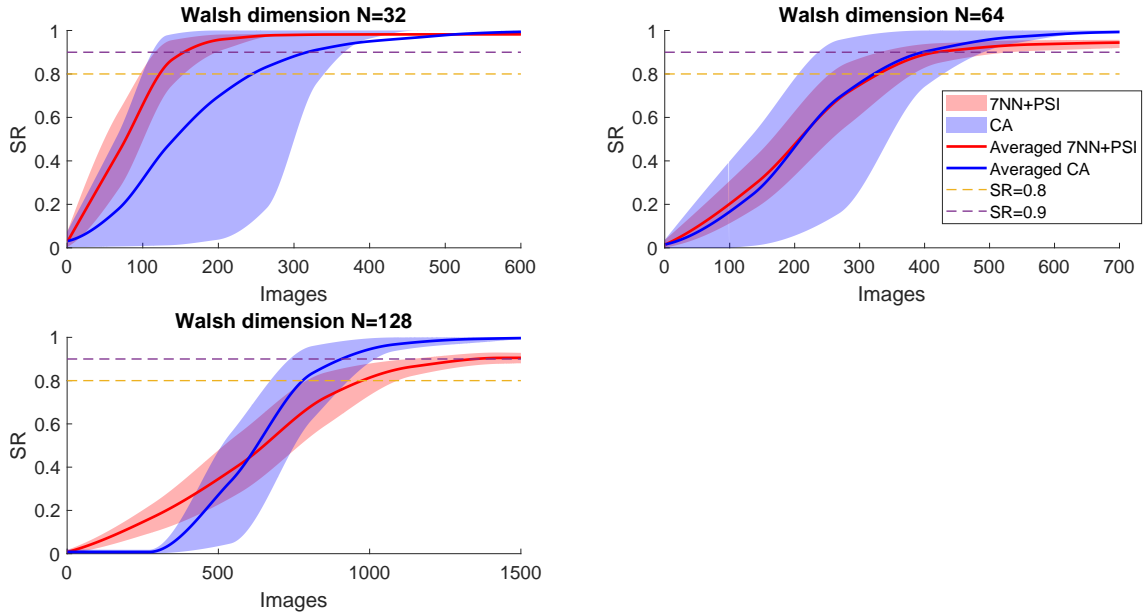 Walsh dimension N=32
1
0.8
0.6
0.4
0.2
0
SR
0 100 200 300 400 500 600
Images
Walsh dimension N=64
1
0.8
0.6
0.4
0.2
0
SR
0 100 200 300 400 500 600 700
Images
7NN+PSI
CA
Averaged 7NN+PSI
Averaged CA
SR=0.8
SR=0.9
Walsh dimension N=128
1
0.8
0.6
0.4
0.2
0
SR
0 500 1000 1500
Images